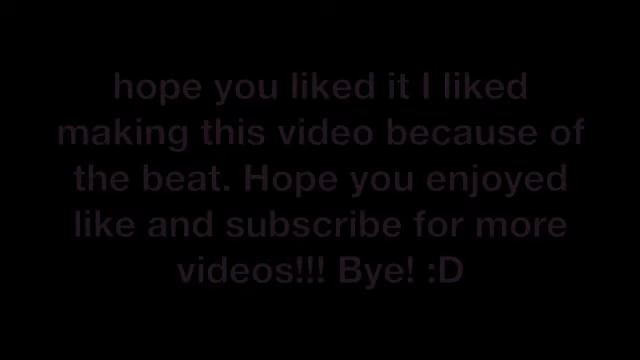 hope you liked it I liked
making this video because of
the beat. Hope you enjoyed
like and subscribe for more
videos!!! Bye! :D